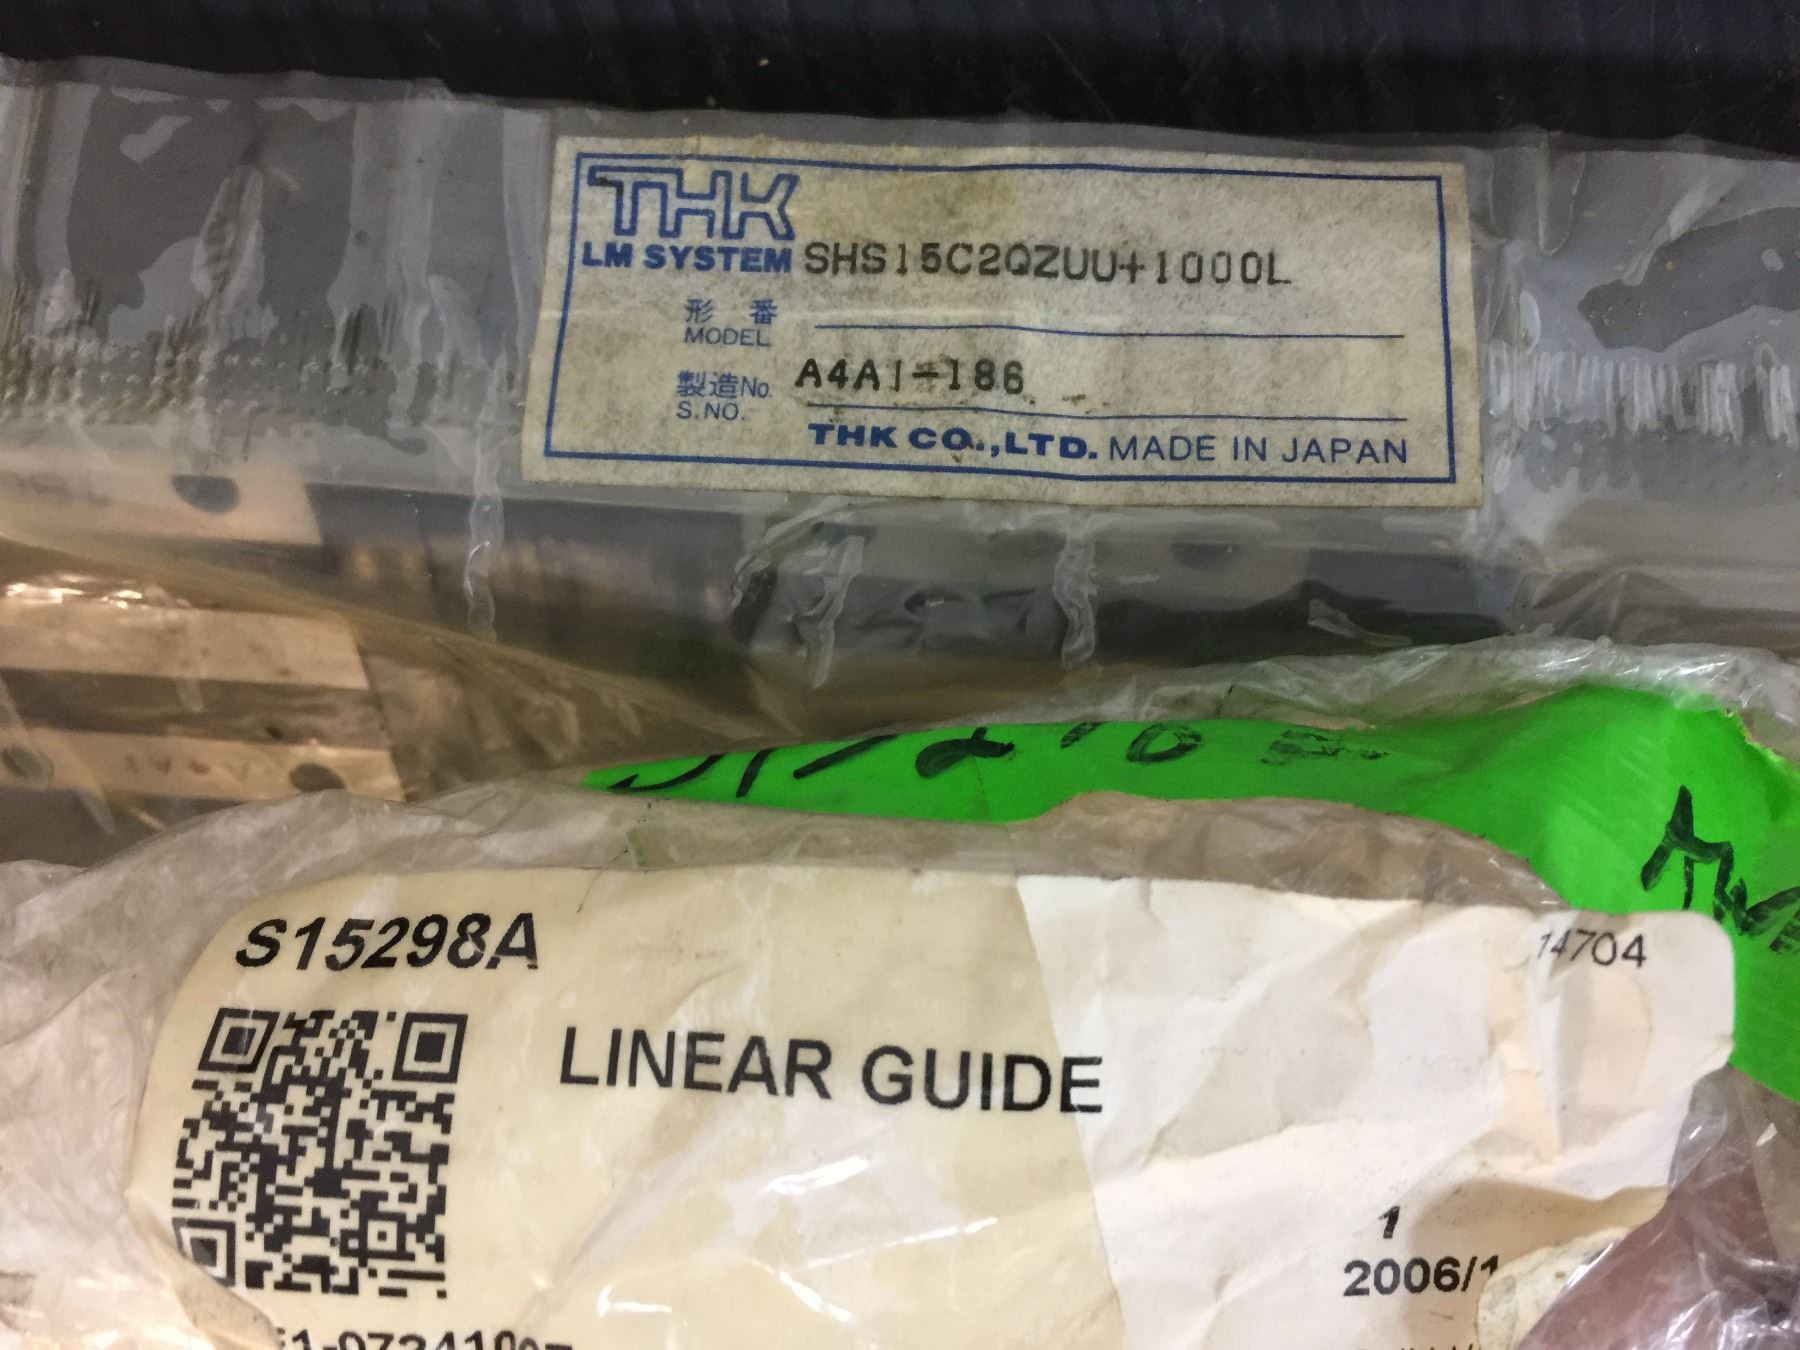 THK
LM SYSTEM SHS15C2QZUU+1000L
形 番
MODEL
製造No. A4A1-186
S.NO.
THK CO.,LTD. MADE IN JAPAN
S15298A
14704
LINEAR GUIDE
1
2006/1